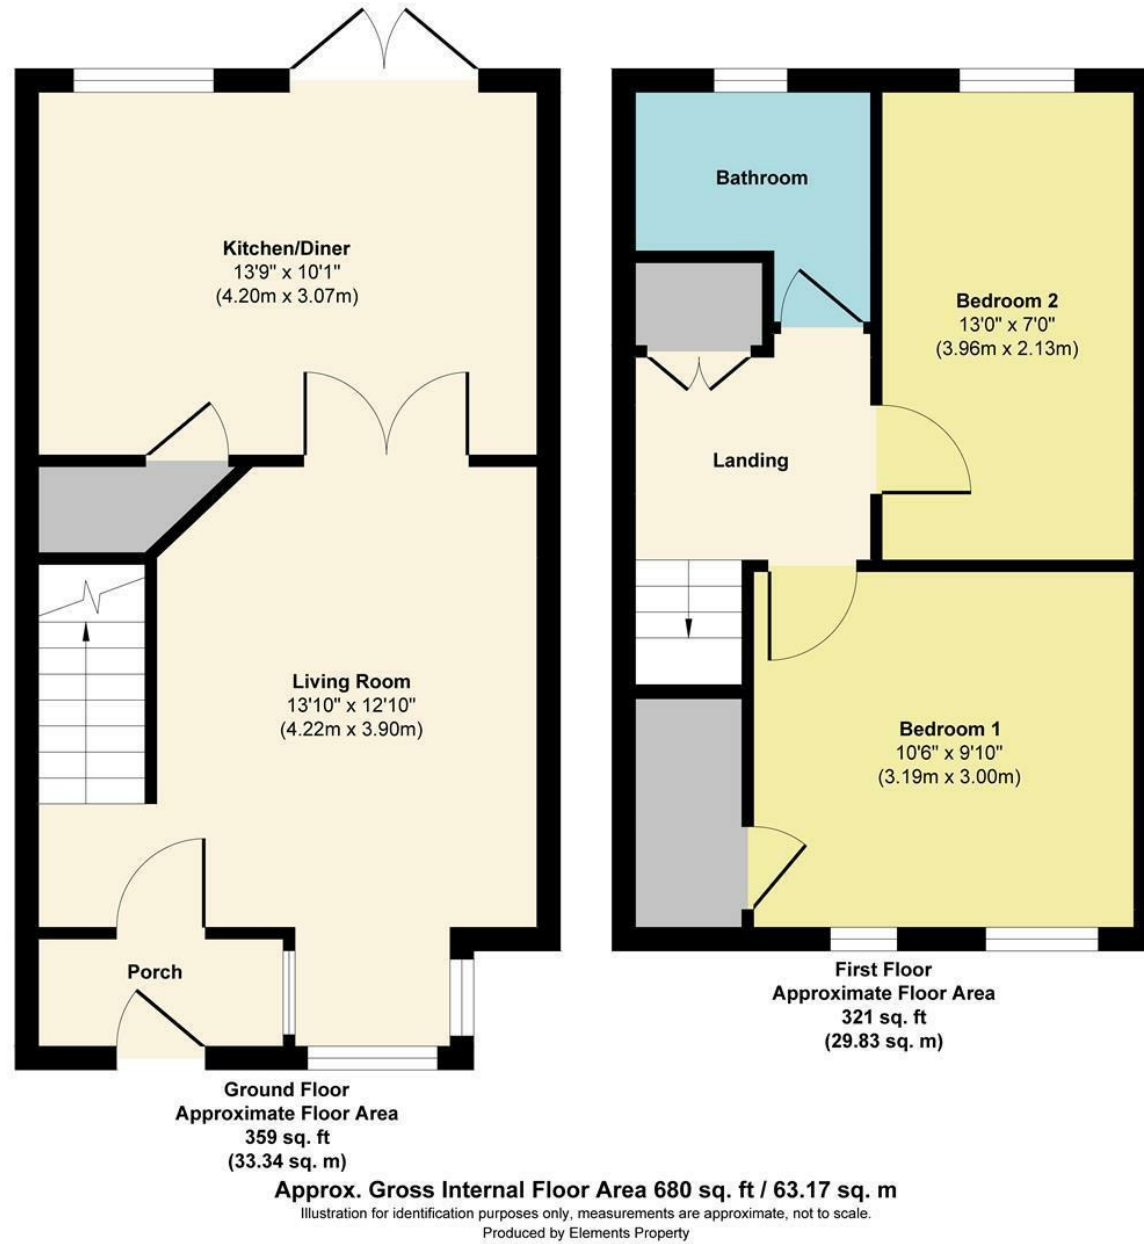 Kitchen/Diner
13'9" x 10'1"
(4.20m x 3.07m)
Living Room
13'10" x 12'10"
(4.22m x 3.90m)
Porch
Ground Floor
Approximate Floor Area
359 sq. ft
(33.34 sq. m)
Bathroom
Bedroom 2
13'0" x 7'0"
(3.96m x 2.13m)
Landing
Bedroom 1
10'6" x 9'10"
(3.19m x 3.00m)
First Floor
Approximate Floor Area
321 sq. ft
(29.83 sq. m)
Approx. Gross Internal Floor Area 680 sq. ft / 63.17 sq. m
Illustration for identification purposes only, measurements are approximate, not to scale.
Produced by Elements Property